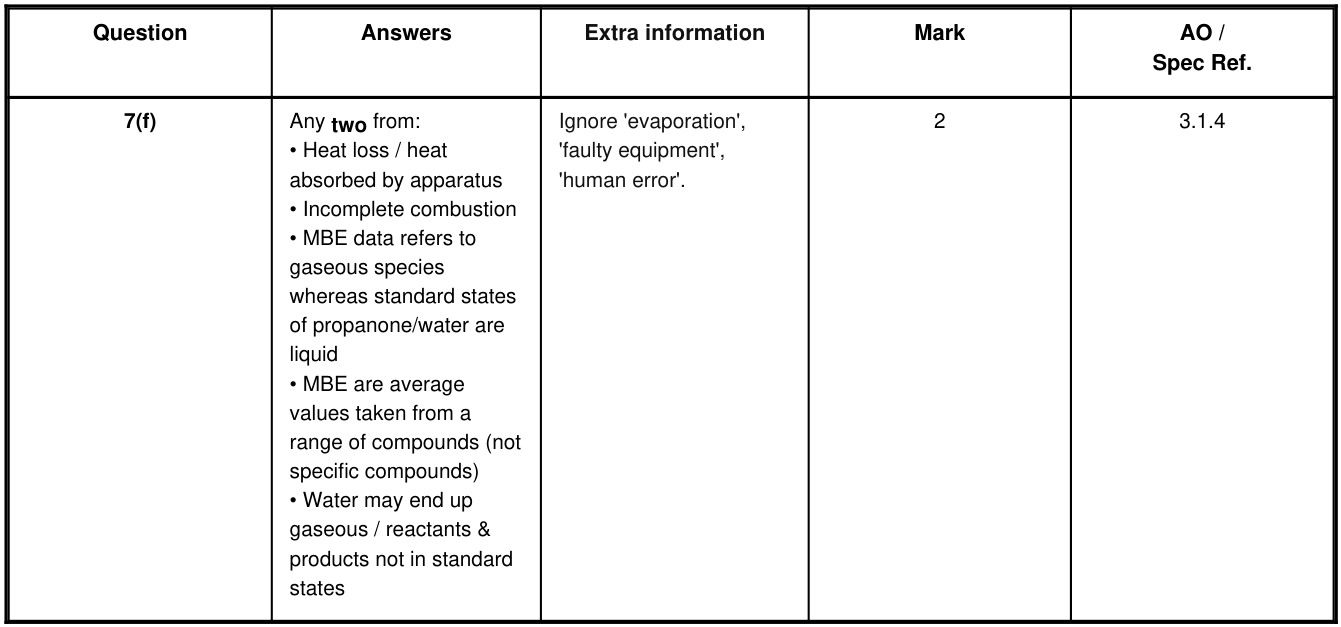 Question
Answers
Extra information
Mark
AO /
Spec Ref.
7(f)
Any two from:
• Heat loss / heat
absorbed by apparatus
• Incomplete combustion
• MBE data refers to
gaseous species
whereas standard states
of propanone/water are
liquid
• MBE are average
values taken from a
range of compounds (not
specific compounds)
• Water may end up
gaseous / reactants &
products not in standard
states
Ignore 'evaporation',
'faulty equipment',
'human error'.
2
3.1.4